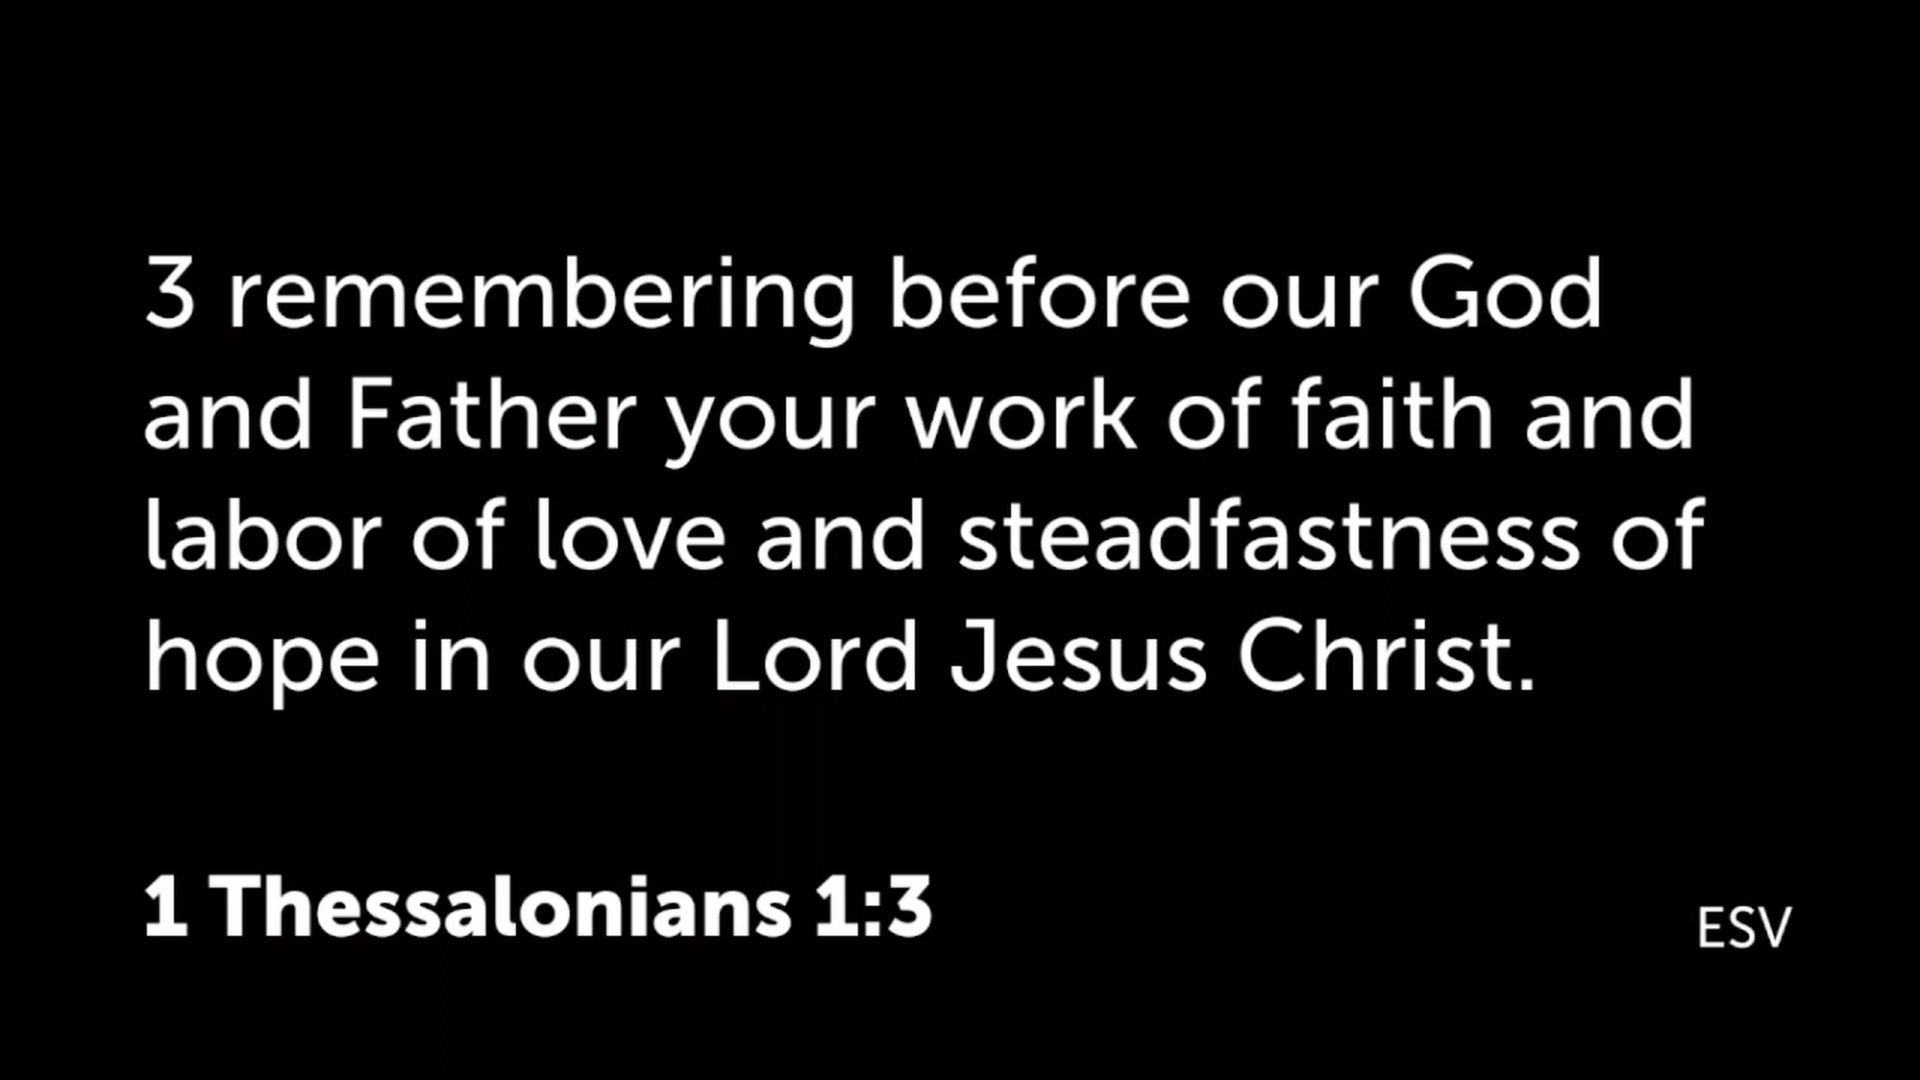 3 remembering before our God
and Father your work of faith and
labor of love and steadfastness of
hope in our Lord Jesus Christ.
1 Thessalonians 1:3
ESV